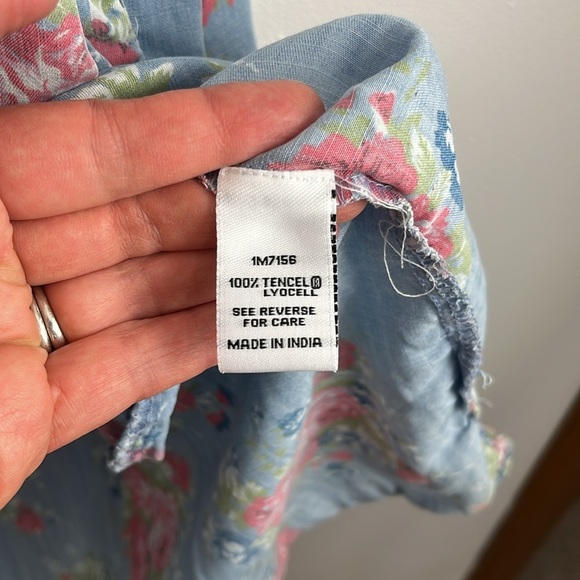 1M7156
100% TENCEL®
LYOCELL
SEE REVERSE
FOR CARE
MADE IN INDIA